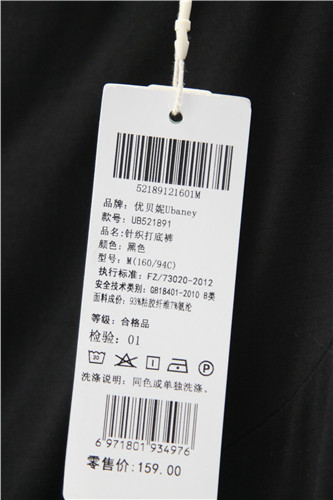 52189121601M
品牌: 优贝妮Ubaney
款号: UB521891
品名: 针织打底裤
颜色: 黑色
型号: M(160/94C)
执行标准: FZ/73020-2012
安全技术类别: GB18401-2010 B类
面料成份: 93%粘胶纤维7%氨纶
等级: 合格品
检验: 01
30
P
洗涤说明: 同色或单独洗涤。
6 971801 934976
零售价: 159.00